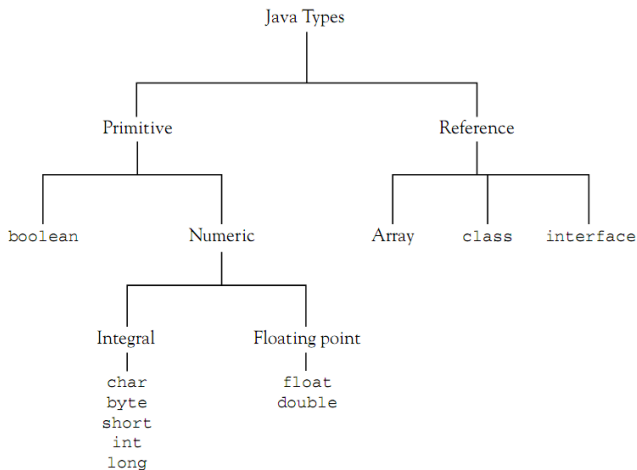 Java Types
Primitive
Reference
boolean
Numeric
Array
class
interface
Integral
Floating point
char
byte
short
int
long
float
double